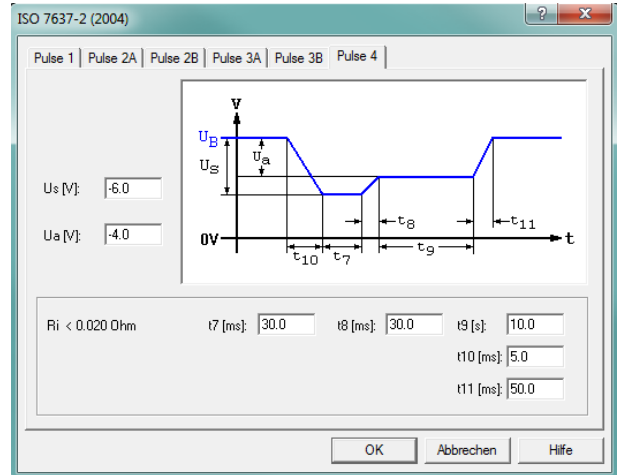 ISO 7637-2 (2004)
Pulse 1 Pulse 2A Pulse 2B Pulse 3A Pulse 3B Pulse 4
V
UB
Ua
US
0V
t8
t11
t
t10 t7
t9
Us [V]: -6.0
Ua [V]: -4.0
Ri < 0.020 Ohm t7 [ms]: 30.0 t8 [ms]: 30.0 t9 [s]: 10.0
t10 [ms]: 5.0
t11 [ms]: 50.0
OK Abbrechen Hilfe